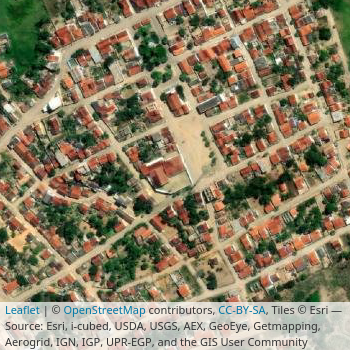 Leaflet | © OpenStreetMap contributors, CC-BY-SA, Tiles © Esri —
Source: Esri, i-cubed, USDA, USGS, AEX, GeoEye, Getmapping,
Aerogrid, IGN, IGP, UPR-EGP, and the GIS User Community